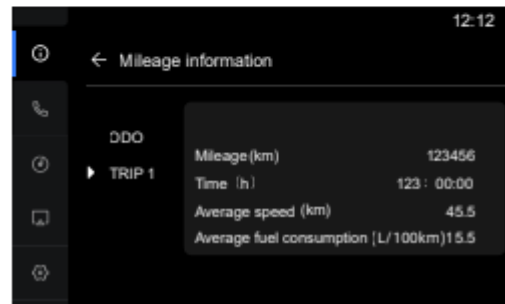 12:12
← Mileage information
ODO
TRIP 1
Mileage(km) 123456
Time (h) 123: 00:00
Average speed (km) 45.5
Average fuel consumption (L/100km)15.5